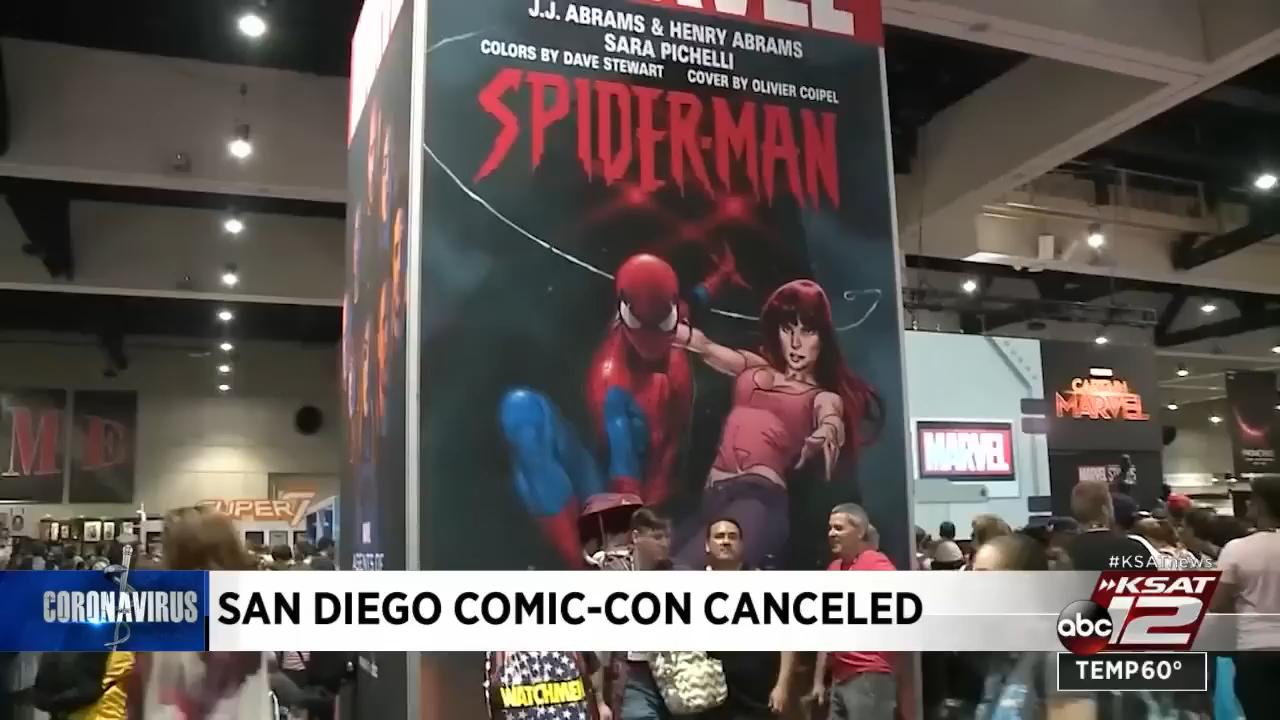 J.J. ABRAMS & HENRY ABRAMS
SARA PICHELLI
COLORS BY DAVE STEWART COVER BY OLIVIER COIPEL
SPIDER-MAN
CAPTAIN
MARVEL
MARVEL
ME
SUPER7
#KSATnews
CORONAVIRUS
SAN DIEGO COMIC-CON CANCELED
KSAT
abc 12
TEMP60°
WATCHMEN